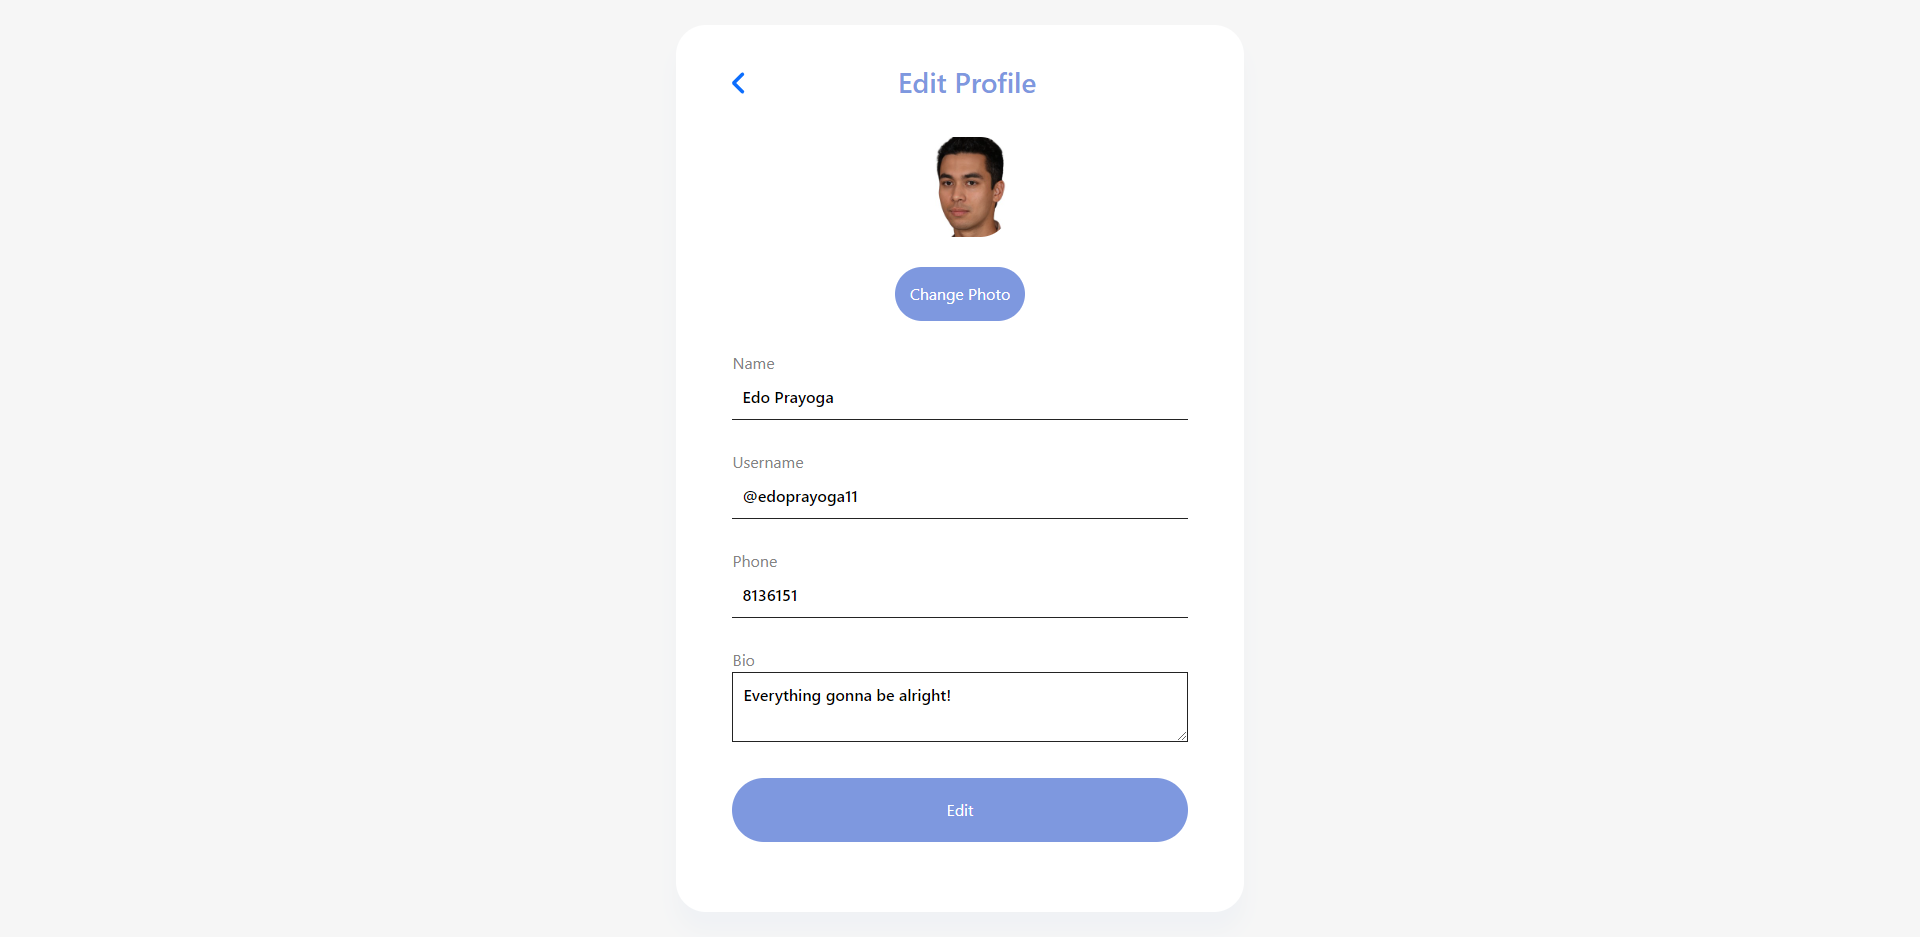 Edit Profile
Change Photo
Name
Edo Prayoga
Username
@edoprayoga11
Phone
8136151
Bio
Everything gonna be alright!
Edit